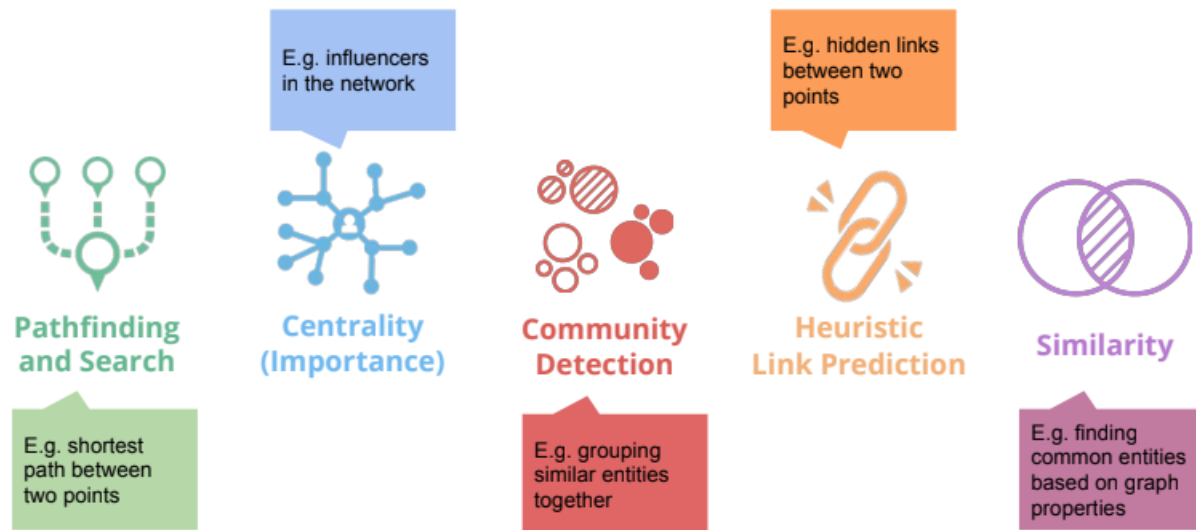 E.g. influencers
in the network
E.g. hidden links
between two
points
Pathfinding
and Search
Centrality
(Importance)
Community
Detection
Heuristic
Link Prediction
Similarity
E.g. shortest
path between
two points
E.g. grouping
similar entities
together
E.g. finding
common entities
based on graph
properties